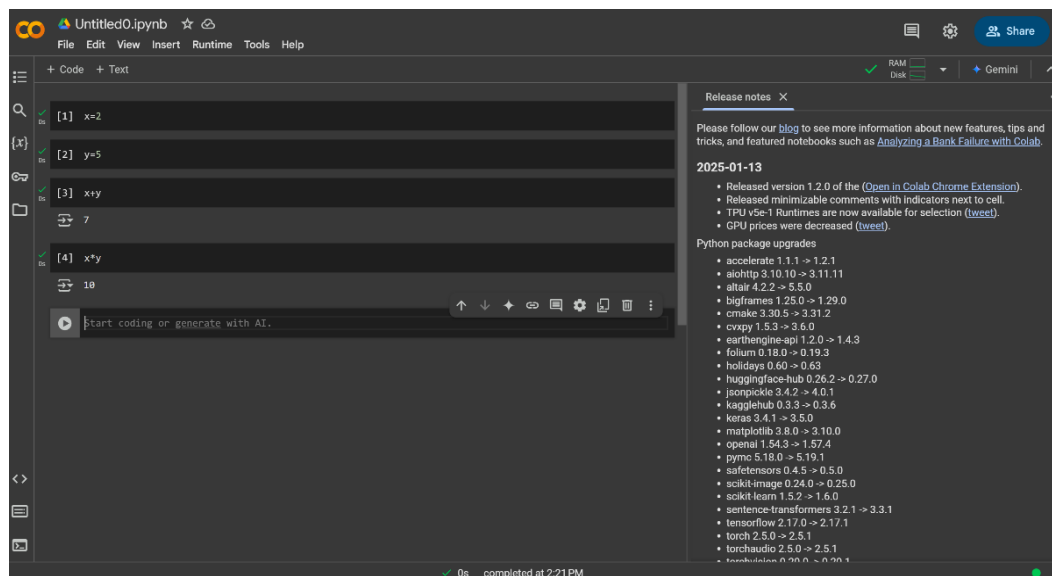 Untitled0.ipynb
File Edit View Insert Runtime Tools Help
Share
+ Code + Text
RAM
Disk
Gemini
[1] x=2
0s
[2] y=5
0s
[3] x+y
0s
7
[4] x*y
0s
10
Start coding or generate with AI.
{x}
Release notes
Please follow our blog to see more information about new features, tips and
tricks, and featured notebooks such as Analyzing a Bank Failure with Colab.
2025-01-13
• Released version 1.2.0 of the (Open in Colab Chrome Extension).
• Released minimizable comments with indicators next to cell.
• TPU v5e-1 Runtimes are now available for selection (tweet).
• GPU prices were decreased (tweet).
Python package upgrades
• accelerate 1.1.1 -> 1.2.1
• aiohttp 3.10.10 -> 3.11.11
• altair 4.2.2 -> 5.5.0
• bigframes 1.25.0 -> 1.29.0
• cmake 3.30.5 -> 3.31.2
• cvxpy 1.5.3 -> 3.6.0
• earthengine-api 1.2.0 -> 1.4.3
• folium 0.18.0 -> 0.19.3
• holidays 0.60 -> 0.63
• huggingface-hub 0.26.2 -> 0.27.0
• jsonpickle 3.4.2 -> 4.0.1
• kagglehub 0.3.3 -> 0.3.6
• keras 3.4.1 -> 3.5.0
• matplotlib 3.8.0 -> 3.10.0
• openai 1.54.3 -> 1.57.4
• pymc 5.18.0 -> 5.19.1
• safetensors 0.4.5 -> 0.5.0
• scikit-image 0.24.0 -> 0.25.0
• scikit-learn 1.5.2 -> 1.6.0
• sentence-transformers 3.2.1 -> 3.3.1
• tensorflow 2.17.0 -> 2.17.1
• torch 2.5.0 -> 2.5.1
• torchaudio 2.5.0 -> 2.5.1
• torchvision 0.20.0 -> 0.20.1
0s completed at 2:21 PM